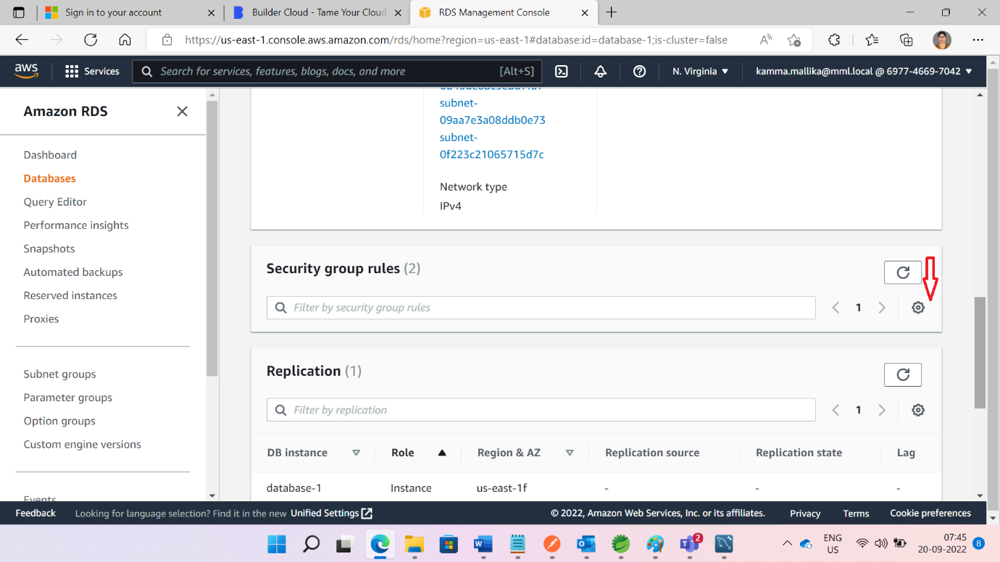 Sign in to your account
Builder Cloud - Tame Your Cloud
RDS Management Console
https://us-east-1.console.aws.amazon.com/rds/home?region=us-east-1#database:id=database-1;is-cluster=false
aws
Services
Search for services, features, blogs, docs, and more
[Alt+S]
N. Virginia
kamma.mallika@mml.local @ 6977-4669-7042
Amazon RDS
Dashboard
Databases
Query Editor
Performance insights
Snapshots
Automated backups
Reserved instances
Proxies
Subnet groups
Parameter groups
Option groups
Custom engine versions
Events
subnet-
09aa7e3a08ddb0e73
subnet-
0f223c21065715d7c
Network type
IPv4
Security group rules (2)
Filter by security group rules
1
Replication (1)
Filter by replication
1
DB instance Role Region & AZ Replication source Replication state Lag
database-1 Instance us-east-1f - - -
Feedback
Looking for language selection? Find it in the new Unified Settings
© 2022, Amazon Web Services, Inc. or its affiliates.
Privacy
Terms
Cookie preferences
2
ENG
US
07:45
20-09-2022
8